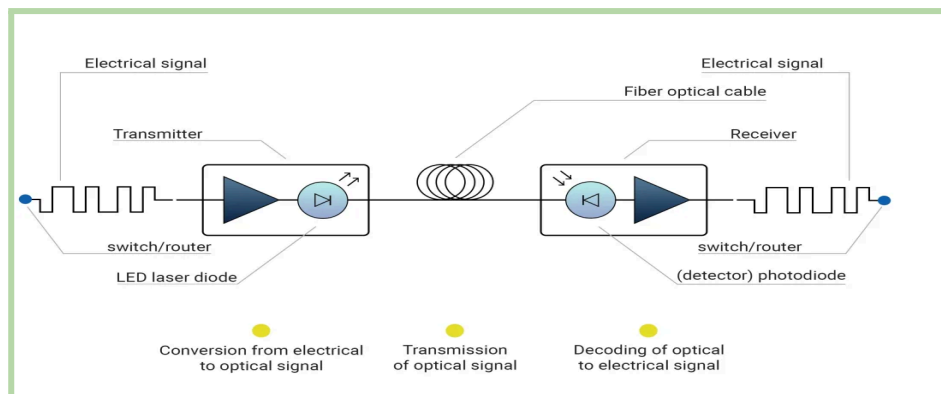 Electrical signal
Electrical signal
Fiber optical cable
Transmitter
Receiver
switch/router
switch/router
LED laser diode
(detector) photodiode
Conversion from electrical
to optical signal
Transmission
of optical signal
Decoding of optical
to electrical signal